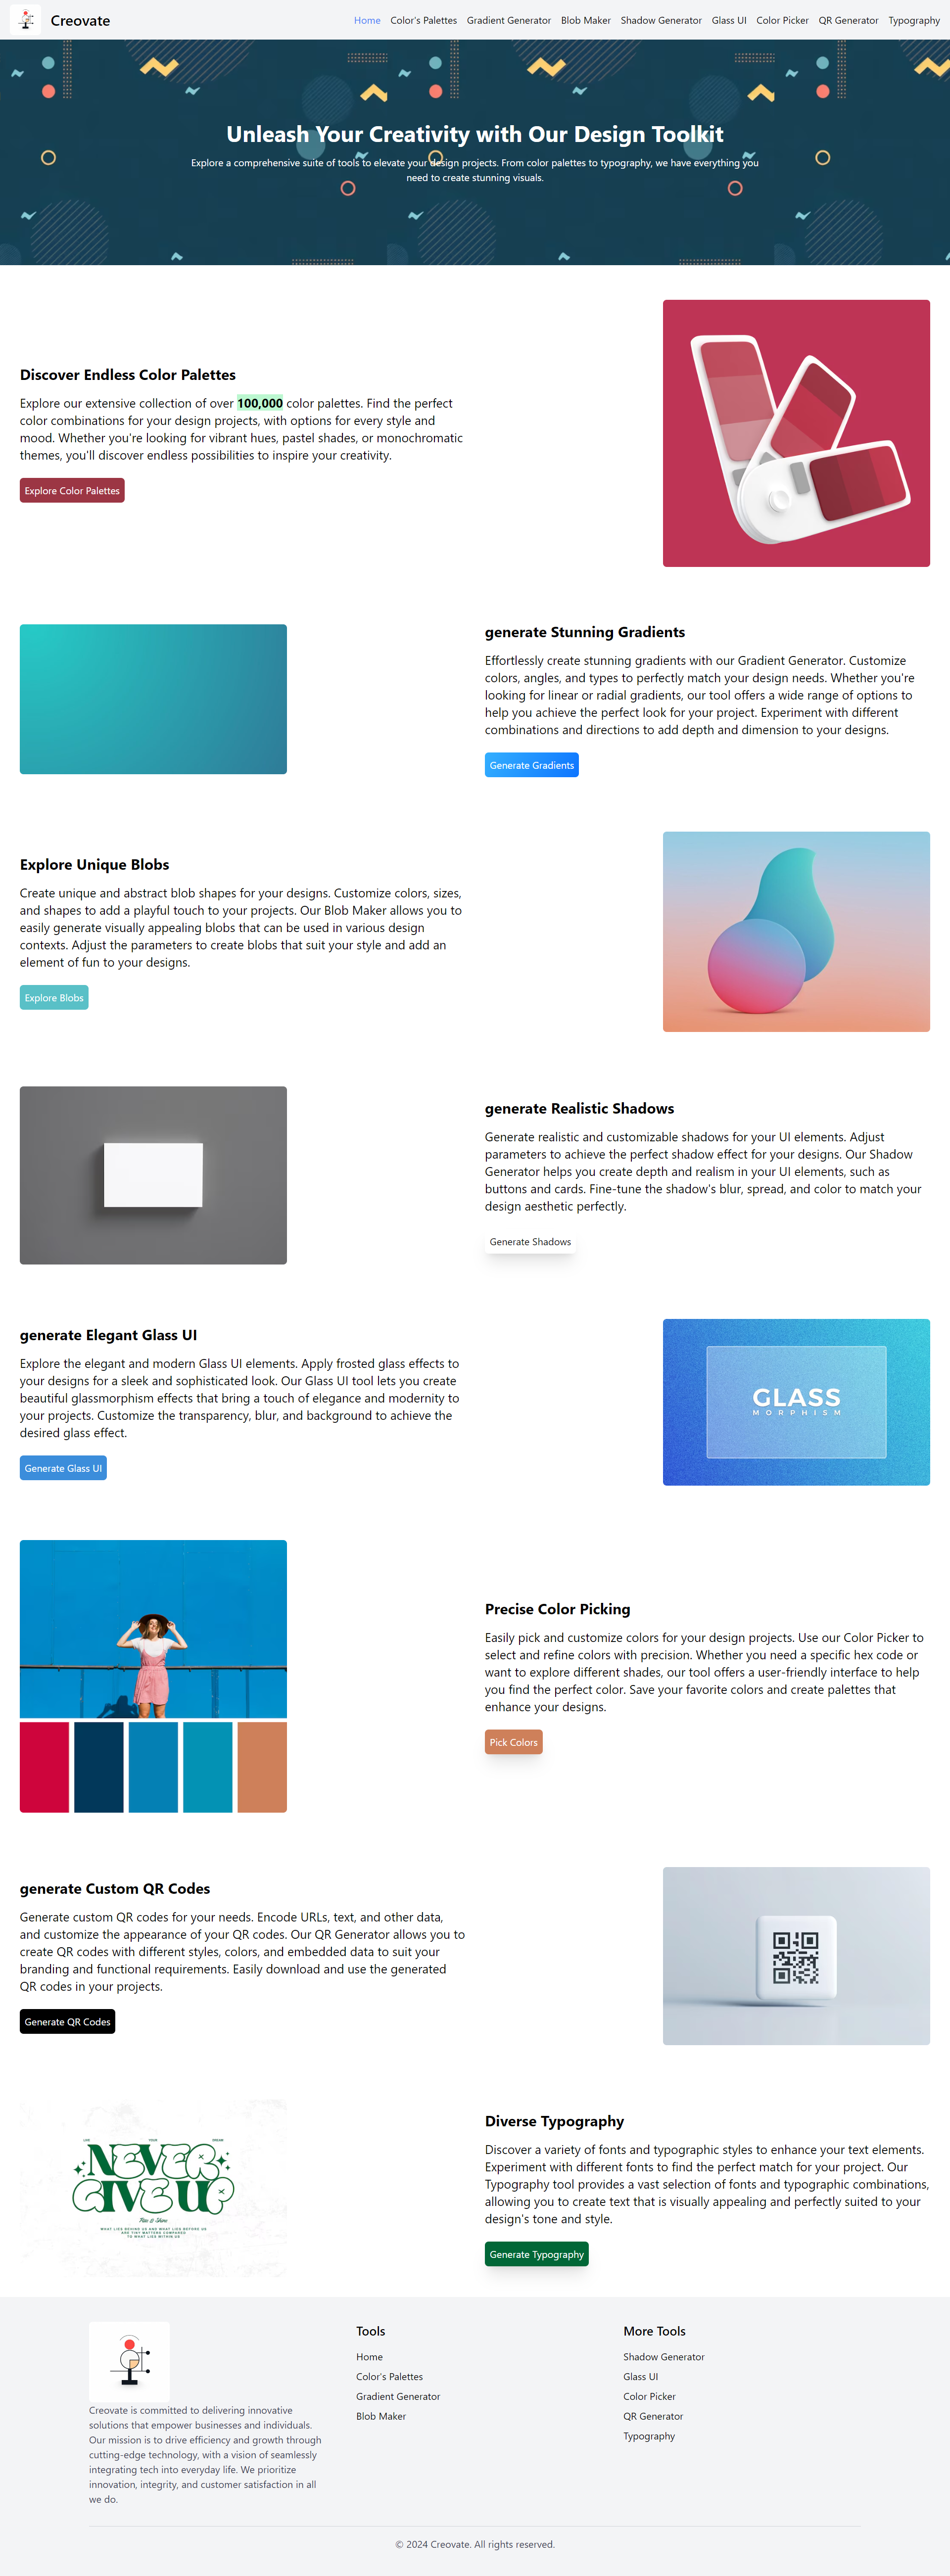 Creovate
Home Color's Palettes Gradient Generator Blob Maker Shadow Generator Glass UI Color Picker QR Generator Typography
Unleash Your Creativity with Our Design Toolkit
Explore a comprehensive suite of tools to elevate your design projects. From color palettes to typography, we have everything you
need to create stunning visuals.
Discover Endless Color Palettes
Explore our extensive collection of over 100,000 color palettes. Find the perfect
color combinations for your design projects, with options for every style and
mood. Whether you're looking for vibrant hues, pastel shades, or monochromatic
themes, you'll discover endless possibilities to inspire your creativity.
Explore Color Palettes
generate Stunning Gradients
Effortlessly create stunning gradients with our Gradient Generator. Customize
colors, angles, and types to perfectly match your design needs. Whether you're
looking for linear or radial gradients, our tool offers a wide range of options to
help you achieve the perfect look for your project. Experiment with different
combinations and directions to add depth and dimension to your designs.
Generate Gradients
Explore Unique Blobs
Create unique and abstract blob shapes for your designs. Customize colors, sizes,
and shapes to add a playful touch to your projects. Our Blob Maker allows you to
easily generate visually appealing blobs that can be used in various design
contexts. Adjust the parameters to create blobs that suit your style and add an
element of fun to your designs.
Explore Blobs
generate Realistic Shadows
Generate realistic and customizable shadows for your UI elements. Adjust
parameters to achieve the perfect shadow effect for your designs. Our Shadow
Generator helps you create depth and realism in your UI elements, such as
buttons and cards. Fine-tune the shadow's blur, spread, and color to match your
design aesthetic perfectly.
Generate Shadows
generate Elegant Glass UI
Explore the elegant and modern Glass UI elements. Apply frosted glass effects to
your designs for a sleek and sophisticated look. Our Glass UI tool lets you create
beautiful glassmorphism effects that bring a touch of elegance and modernity to
your projects. Customize the transparency, blur, and background to achieve the
desired glass effect.
Generate Glass UI
GLASS
MORPHISM
Precise Color Picking
Easily pick and customize colors for your design projects. Use our Color Picker to
select and refine colors with precision. Whether you need a specific hex code or
want to explore different shades, our tool offers a user-friendly interface to help
you find the perfect color. Save your favorite colors and create palettes that
enhance your designs.
Pick Colors
generate Custom QR Codes
Generate custom QR codes for your needs. Encode URLs, text, and other data,
and customize the appearance of your QR codes. Our QR Generator allows you to
create QR codes with different styles, colors, and embedded data to suit your
branding and functional requirements. Easily download and use the generated
QR codes in your projects.
Generate QR Codes
LIVE YOUR DREAM
NEVER
GIVE UP
Rise & Shine
WHAT LIES BEHIND US AND WHAT LIES BEFORE US
ARE TINY MATTERS COMPARED
TO WHAT LIES WITHIN US
Diverse Typography
Discover a variety of fonts and typographic styles to enhance your text elements.
Experiment with different fonts to find the perfect match for your project. Our
Typography tool provides a vast selection of fonts and typographic combinations,
allowing you to create text that is visually appealing and perfectly suited to your
design's tone and style.
Generate Typography
Creovate is committed to delivering innovative
solutions that empower businesses and individuals.
Our mission is to drive efficiency and growth through
cutting-edge technology, with a vision of seamlessly
integrating tech into everyday life. We prioritize
innovation, integrity, and customer satisfaction in all
we do.
Tools
Home
Color's Palettes
Gradient Generator
Blob Maker
More Tools
Shadow Generator
Glass UI
Color Picker
QR Generator
Typography
© 2024 Creovate. All rights reserved.